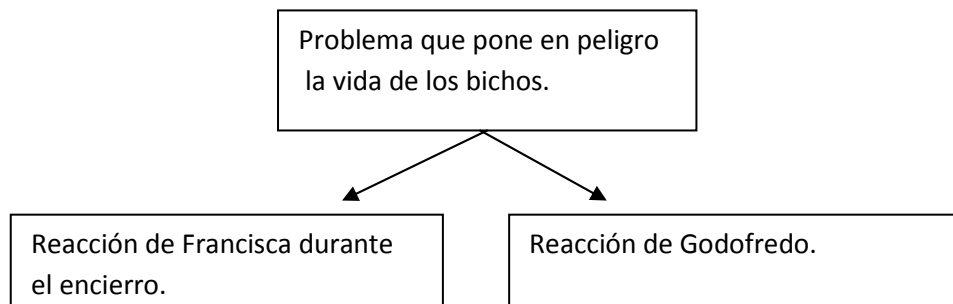 Problema que pone en peligro
la vida de los bichos.
Reacción de Francisca durante
el encierro.
Reacción de Godofredo.